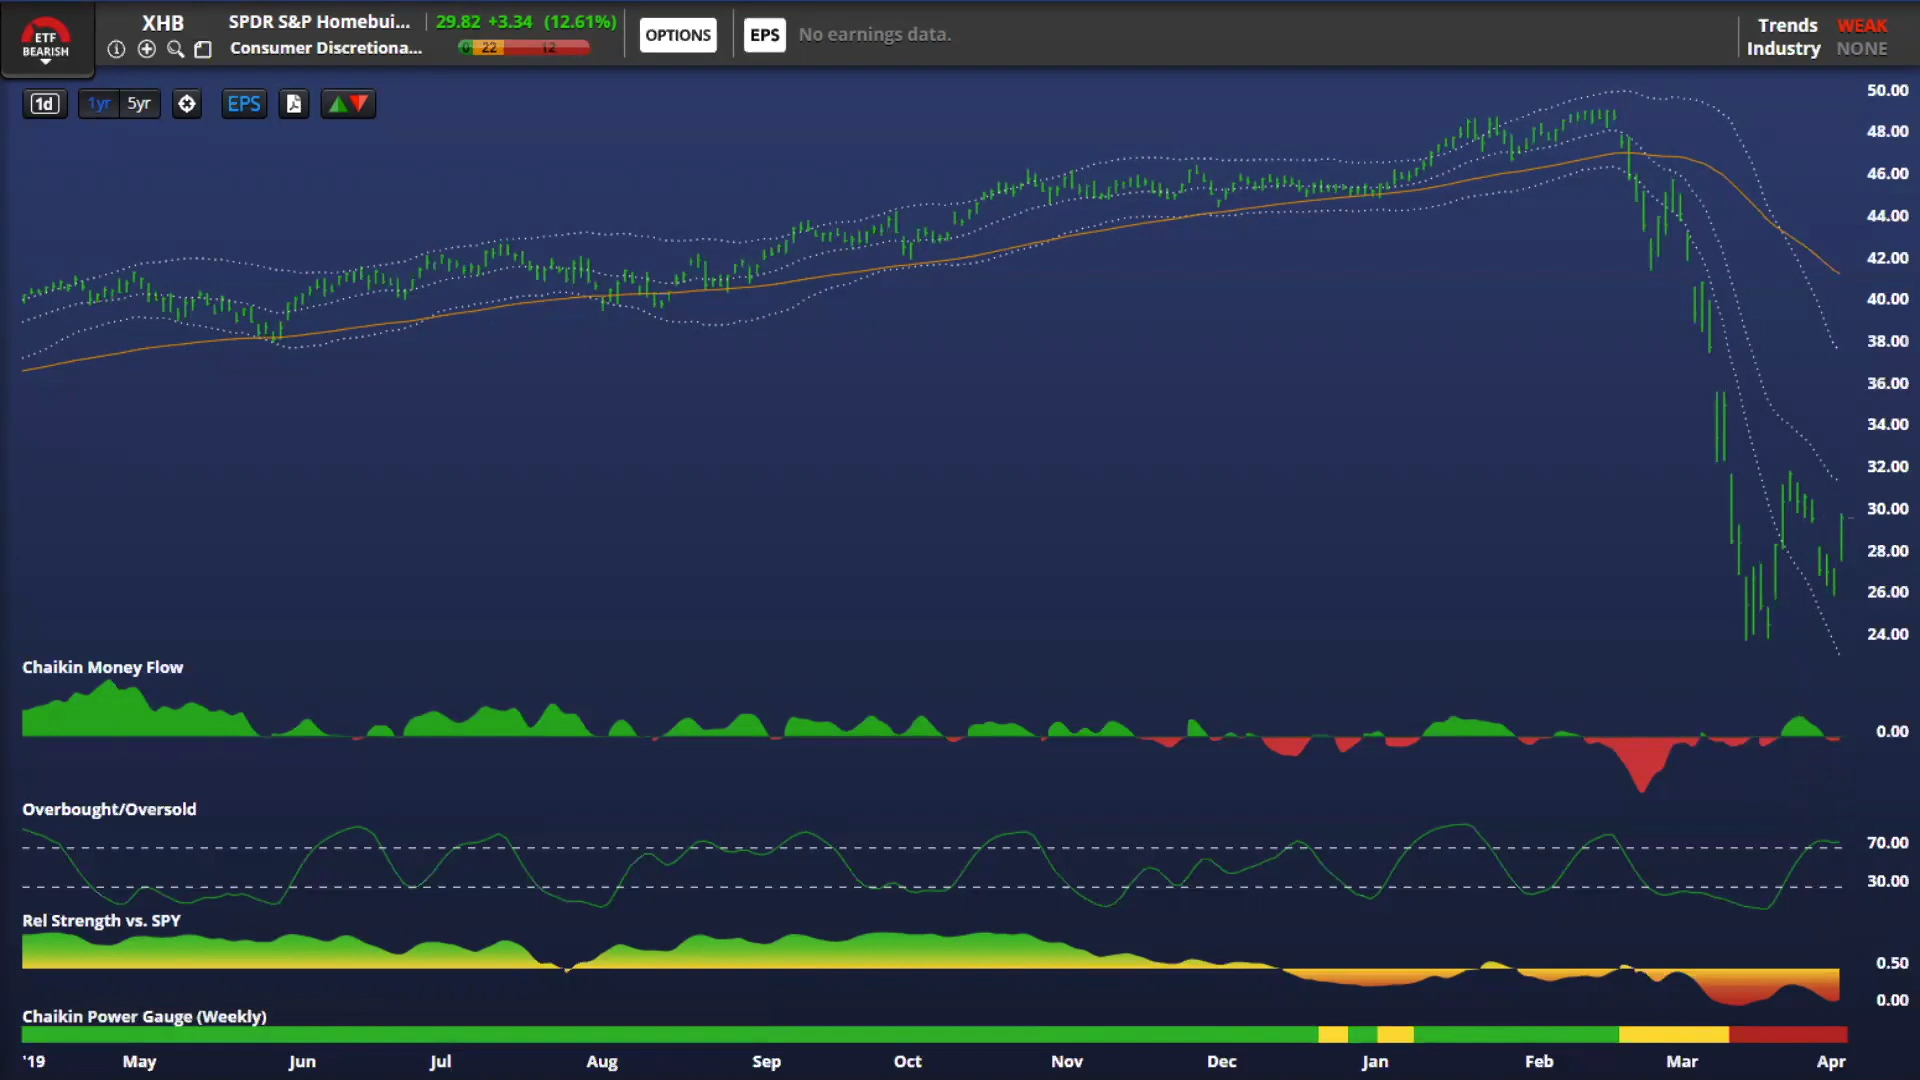 ETF
BEARISH
XHB
SPDR S&P Homebui...
29.82 +3.34 (12.61%)
Consumer Discretiona...
0 22 12
OPTIONS
EPS
No earnings data.
Trends WEAK
Industry NONE
1d
1yr 5yr
EPS
50.00
48.00
46.00
44.00
42.00
40.00
38.00
36.00
34.00
32.00
30.00
28.00
26.00
24.00
Chaikin Money Flow
0.00
Overbought/Oversold
70.00
30.00
Rel Strength vs. SPY
0.50
0.00
Chaikin Power Gauge (Weekly)
'19 May Jun Jul Aug Sep Oct Nov Dec Jan Feb Mar Apr